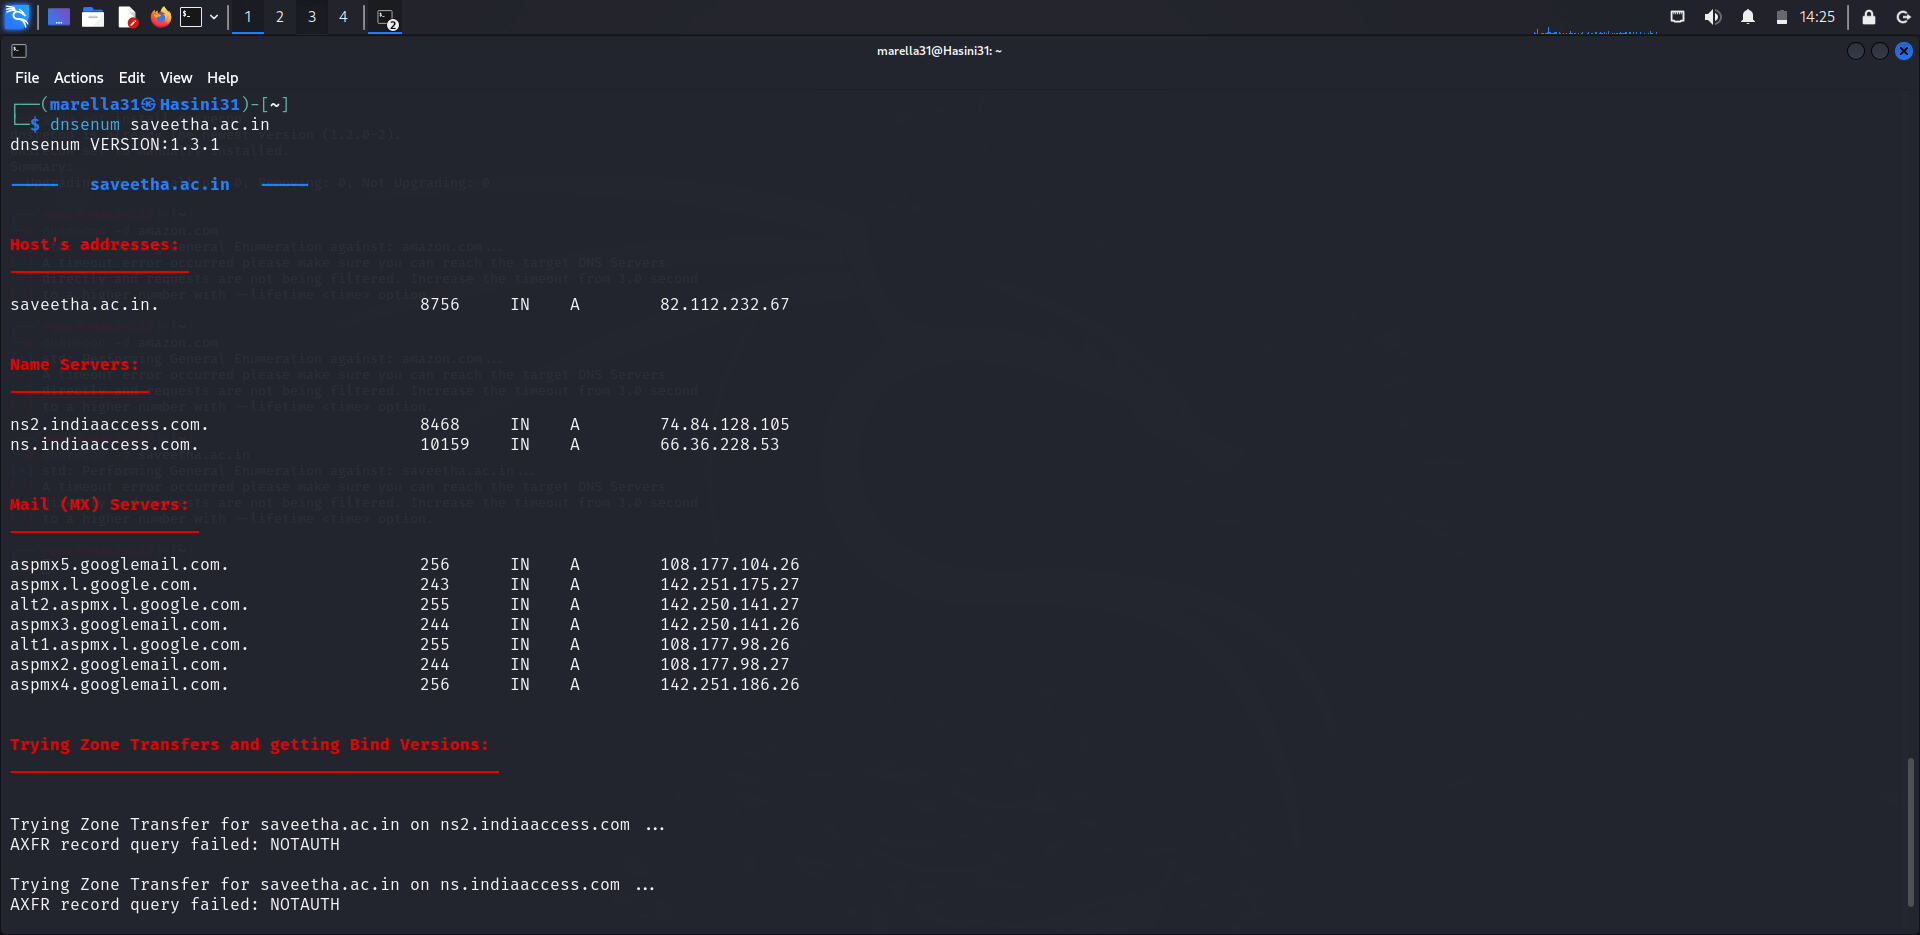 1 2 3 4 2 14:25
marella31@Hasini31: ~
File Actions Edit View Help
┌──(marella31㉿Hasini31)-[~]
└─$ dnsenum saveetha.ac.in
dnsenum VERSION:1.3.1
saveetha.ac.in
Host's addresses:
saveetha.ac.in. 8756 IN A 82.112.232.67
Name Servers:
ns2.indiaaccess.com. 8468 IN A 74.84.128.105
ns.indiaaccess.com. 10159 IN A 66.36.228.53
Mail (MX) Servers:
aspmx5.googlemail.com. 256 IN A 108.177.104.26
aspmx.l.google.com. 243 IN A 142.251.175.27
alt2.aspmx.l.google.com. 255 IN A 142.250.141.27
aspmx3.googlemail.com. 244 IN A 142.250.141.26
alt1.aspmx.l.google.com. 255 IN A 108.177.98.26
aspmx2.googlemail.com. 244 IN A 108.177.98.27
aspmx4.googlemail.com. 256 IN A 142.251.186.26
Trying Zone Transfers and getting Bind Versions:
Trying Zone Transfer for saveetha.ac.in on ns2.indiaaccess.com ...
AXFR record query failed: NOTAUTH
Trying Zone Transfer for saveetha.ac.in on ns.indiaaccess.com ...
AXFR record query failed: NOTAUTH